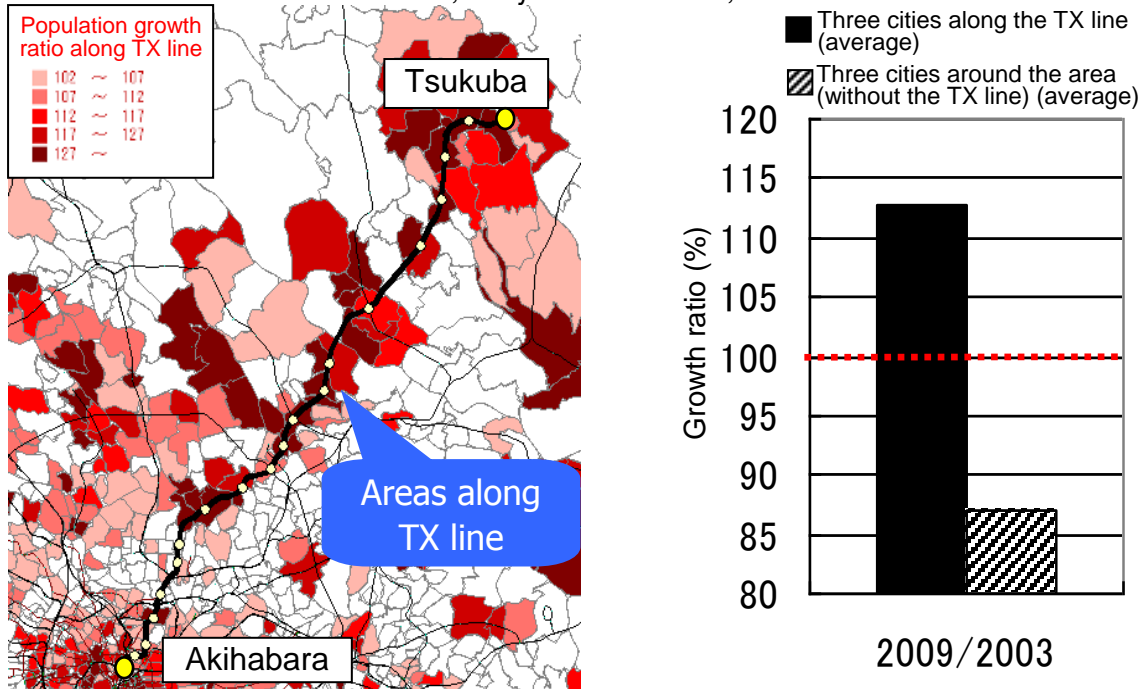 Population growth
ratio along TX line
102 ~ 107
107 ~ 112
112 ~ 117
117 ~ 127
127 ~
Tsukuba
Areas along
TX line
Akihabara
Three cities along the TX line
(average)
Three cities around the area
(without the TX line) (average)
Growth ratio (%)
120
115
110
105
100
95
90
85
80
2009/2003